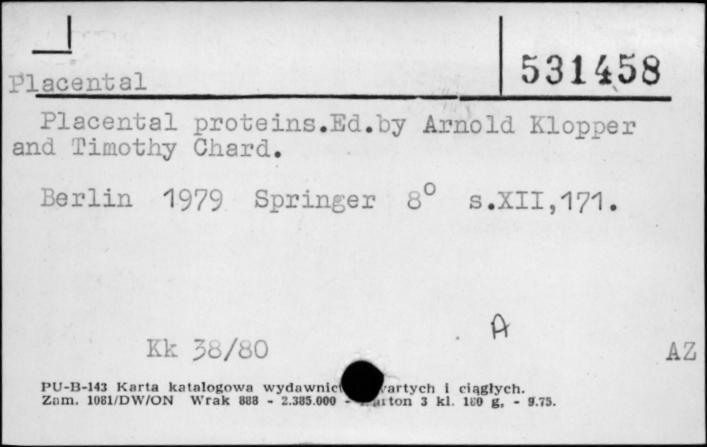 531458
Placental
Placental proteins.Ed.by Arnold Klopper
and Timothy Chard.
Berlin 1979 Springer 8° s.XII,171.
A
Kk 38/80
AZ
PU-B-143 Karta katalogowa wydawnic artych i ciągłych.
Zam. 1081/DW/ON Wrak 888 - 2.385.000 - Karton 3 kl. 180 g. - 9.75.